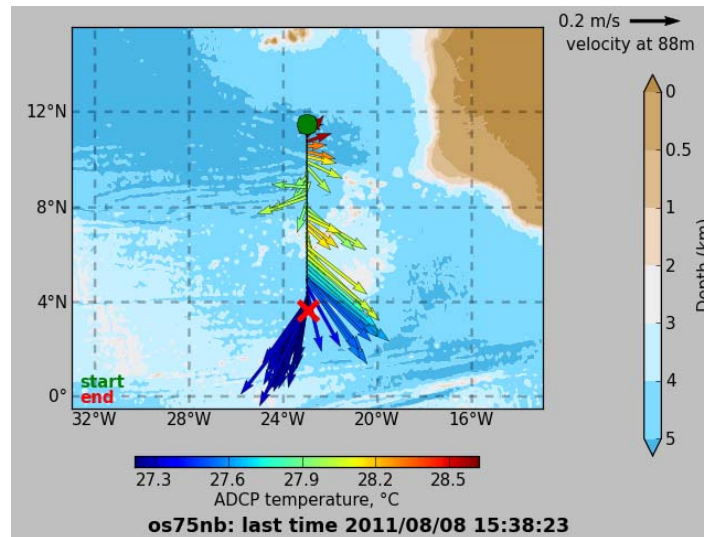 0.2 m/s
velocity at 88m
12°N
8°N
4°N
0°
start
end
32°W
28°W
24°W
20°W
16°W
0
0.5
1
2
3
4
5
Depth (km)
27.3
27.6
27.9
28.2
28.5
ADCP temperature, °C
os75nb: last time 2011/08/08 15:38:23